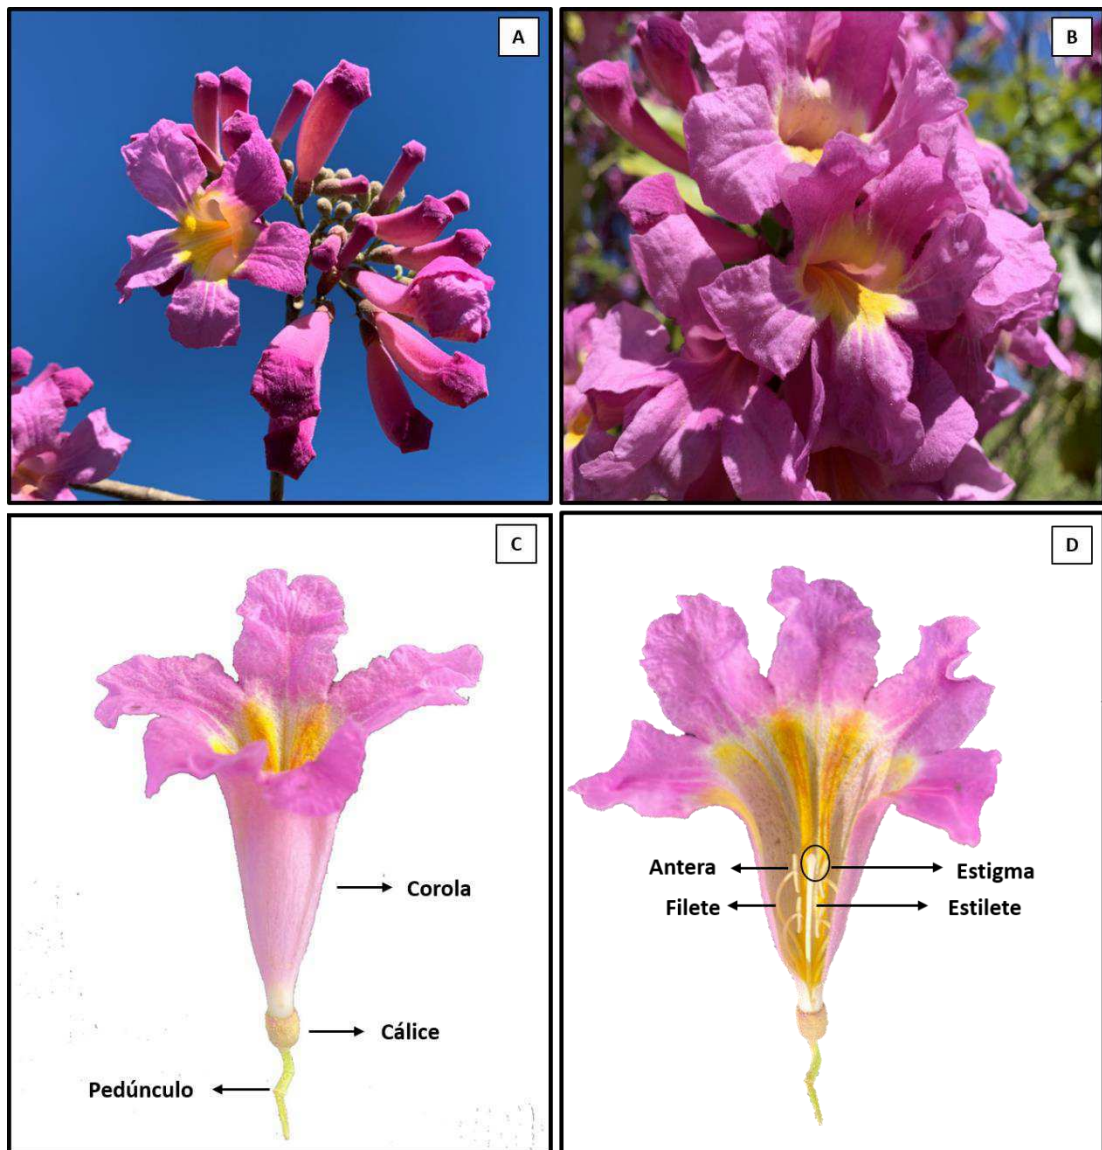 A
B
C
Corola
Cálice
Pedúnculo
D
Antera
Estigma
Filete
Estilete